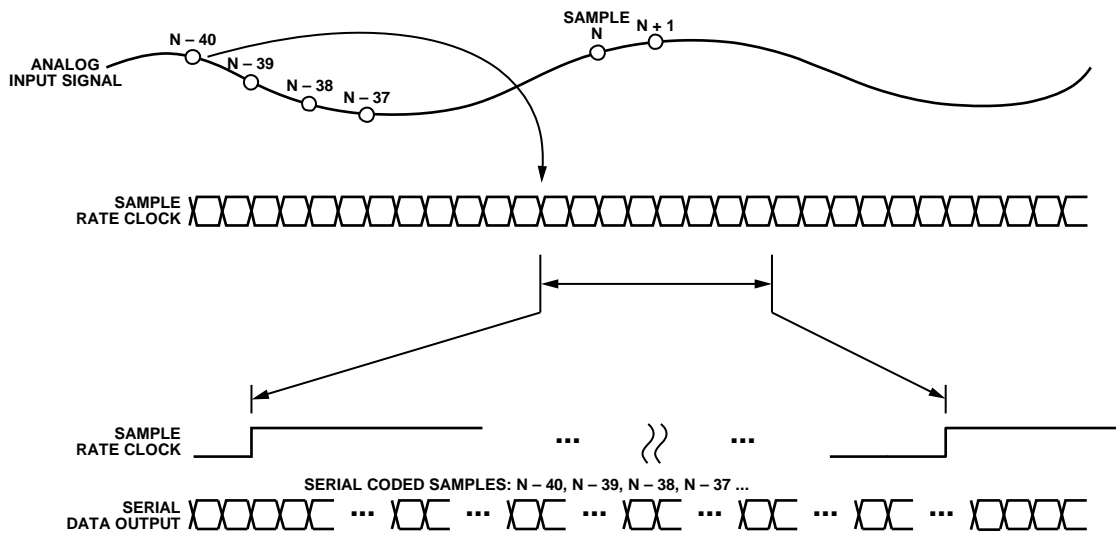 SAMPLE
N
N + 1
N – 40
ANALOG
INPUT SIGNAL
N – 39
N – 38
N – 37
SAMPLE
RATE CLOCK
SAMPLE
RATE CLOCK
...
...
SERIAL CODED SAMPLES: N – 40, N – 39, N – 38, N – 37 ...
SERIAL
DATA OUTPUT
... ... ... ... ... ...